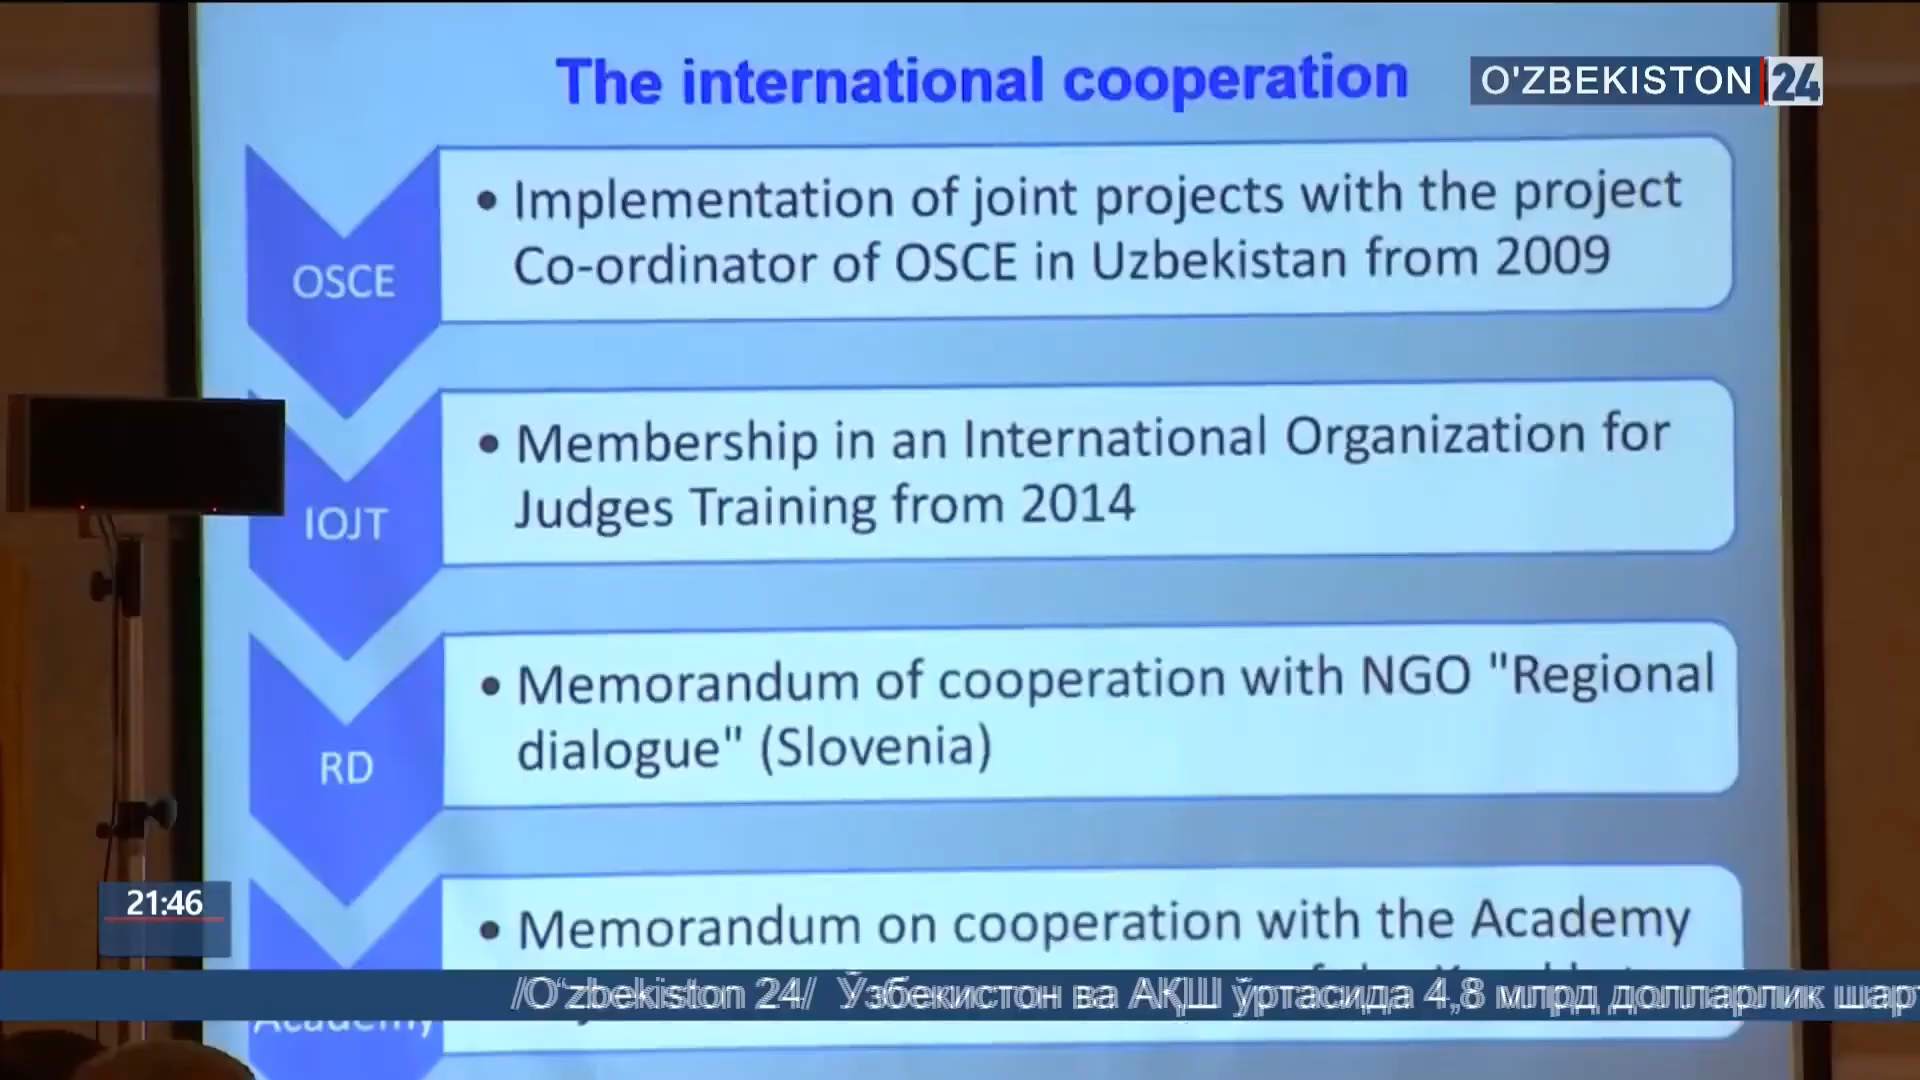 The international cooperation
O'ZBEKISTON 24
OSCE
• Implementation of joint projects with the project
Co-ordinator of OSCE in Uzbekistan from 2009
IOJT
• Membership in an International Organization for
Judges Training from 2014
RD
• Memorandum of cooperation with NGO "Regional
dialogue" (Slovenia)
• Memorandum on cooperation with the Academy
Academy
21:46
//O‘zbekiston 24/ Ўзбекистон ва АҚШ ўртасида 4,8 млрд долларлик